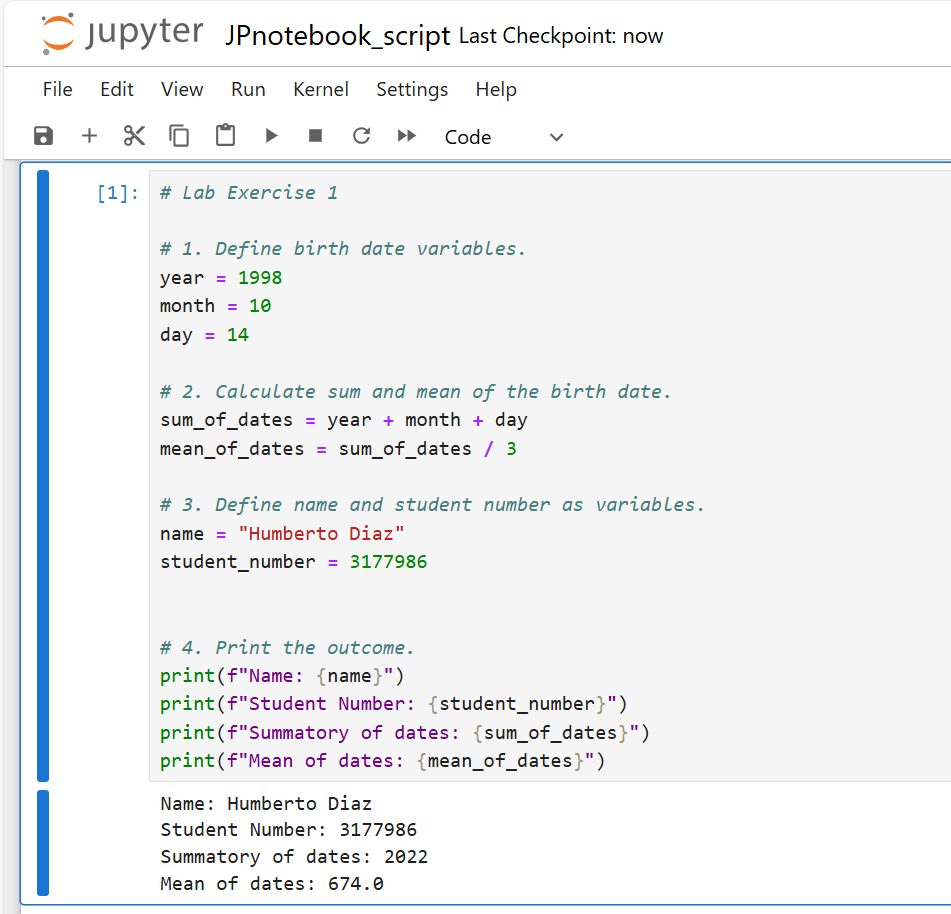 jupyter JPnotebook_script Last Checkpoint: now
File Edit View Run Kernel Settings Help
Code
[1]: # Lab Exercise 1
# 1. Define birth date variables.
year = 1998
month = 10
day = 14
# 2. Calculate sum and mean of the birth date.
sum_of_dates = year + month + day
mean_of_dates = sum_of_dates / 3
# 3. Define name and student number as variables.
name = "Humberto Diaz"
student_number = 3177986
# 4. Print the outcome.
print(f"Name: {name}")
print(f"Student Number: {student_number}")
print(f"Summatory of dates: {sum_of_dates}")
print(f"Mean of dates: {mean_of_dates}")
Name: Humberto Diaz
Student Number: 3177986
Summatory of dates: 2022
Mean of dates: 674.0